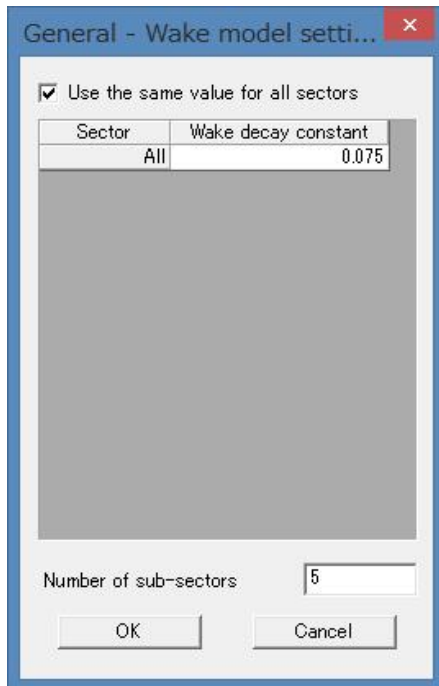 General - Wake model setti...
Use the same value for all sectors
Sector Wake decay constant
All 0.075
Number of sub-sectors 5
OK Cancel